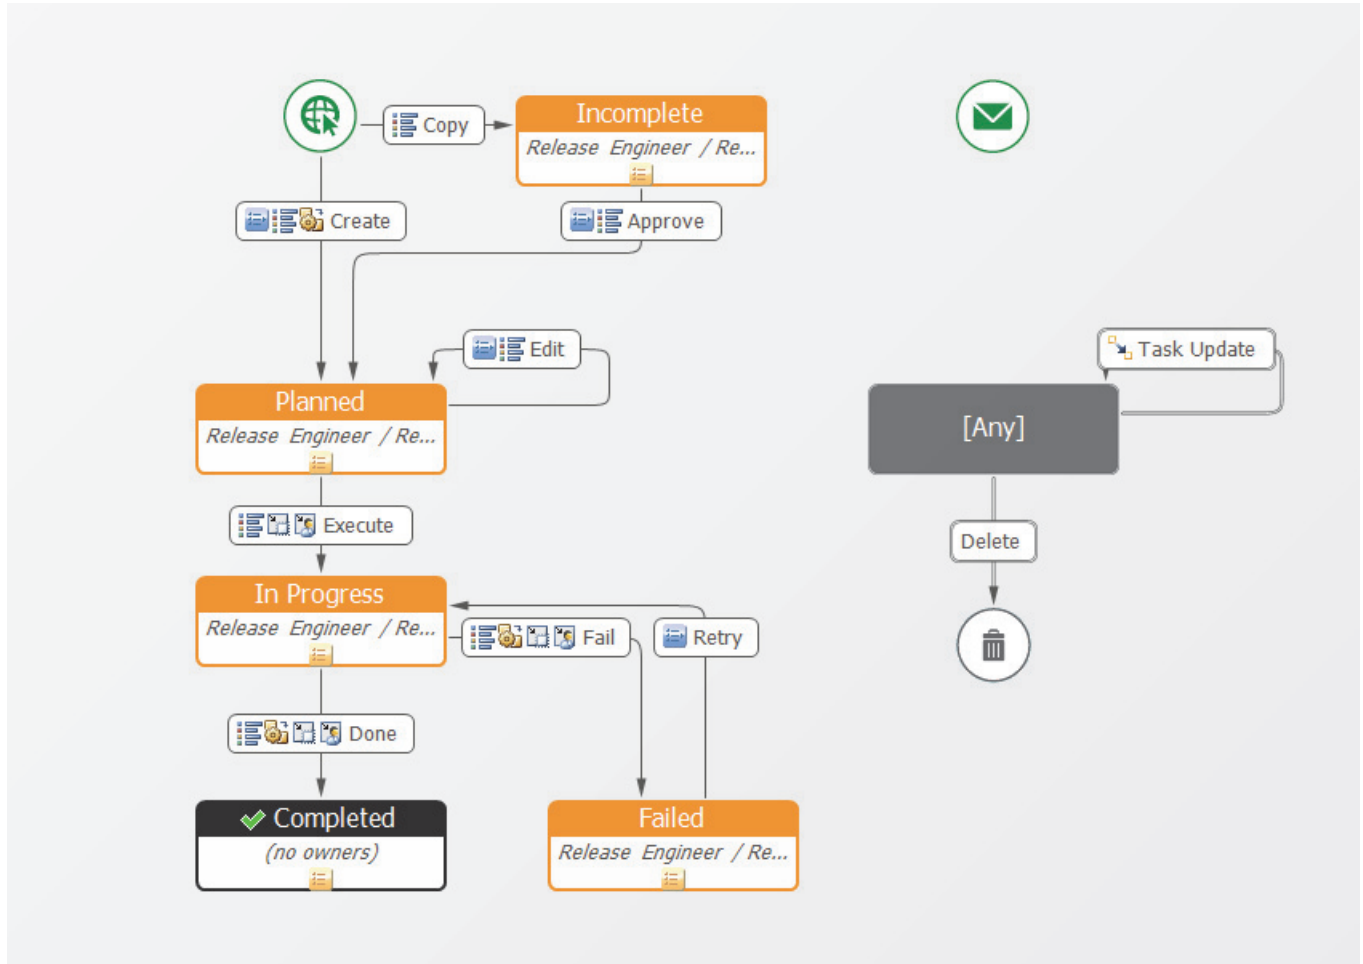 Copy
Incomplete
Release Engineer / Re...
Create
Approve
Edit
Task Update
Planned
Release Engineer / Re...
[Any]
Execute
Delete
In Progress
Release Engineer / Re...
Fail
Retry
Done
Completed
(no owners)
Failed
Release Engineer / Re...